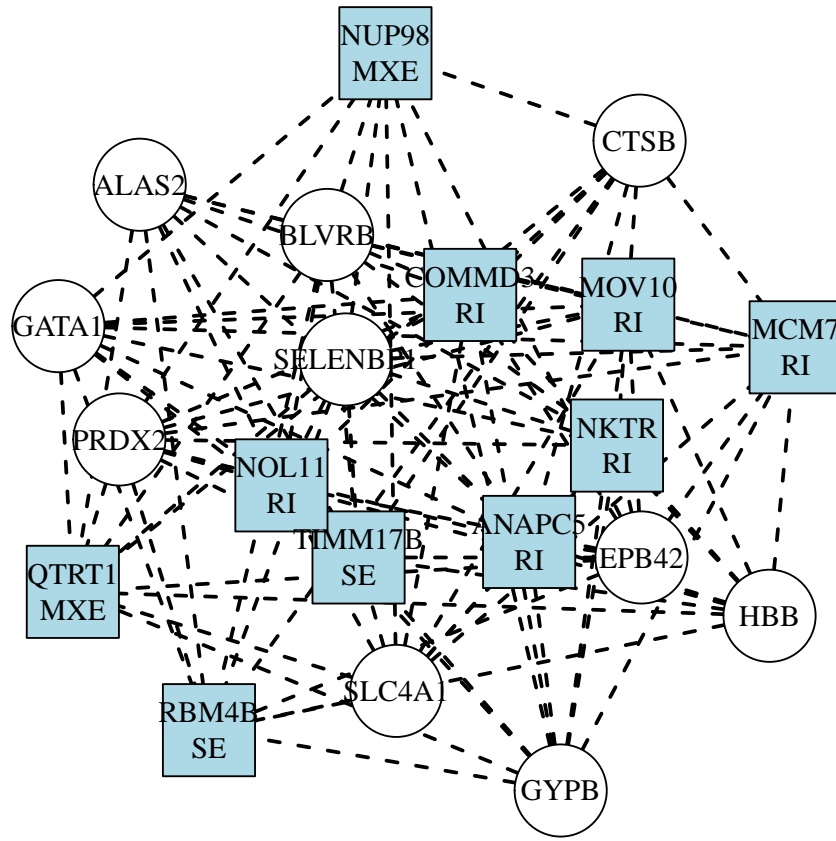 NUP98
MXE
CTSB
ALAS2
BLVRB
COMMD3
RI
MOV10
RI
GATA1
MCM7
RI
SELENBP1
PRDX2
NKTR
RI
NOL11
RI
TIMM17B
SE
ANAPC5
RI
EPB42
QTRT1
MXE
HBB
SLC4A1
RBM4B
SE
GYPB